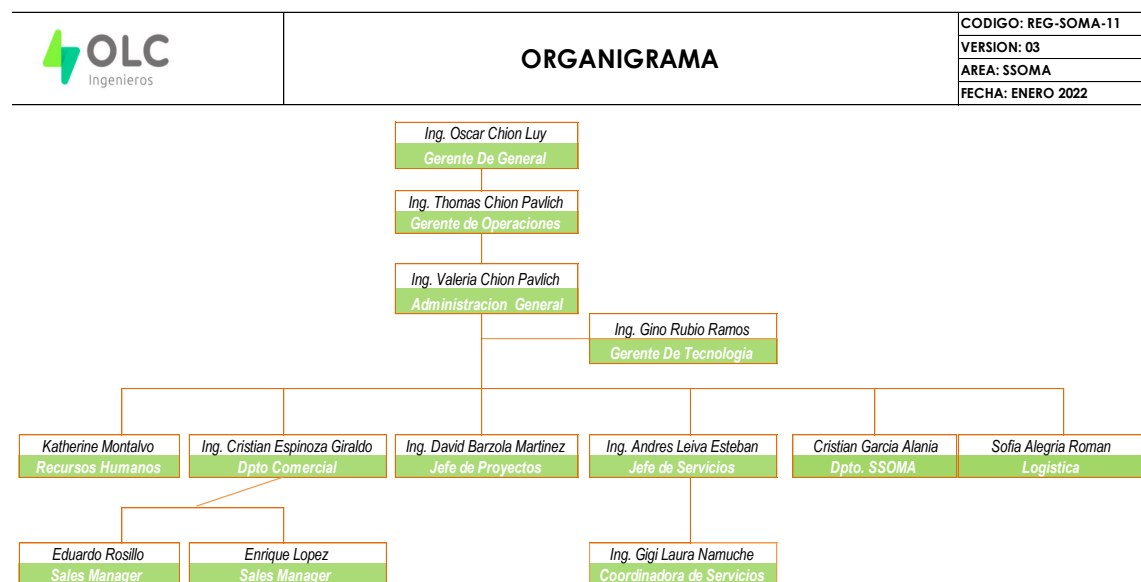 OLC
Ingenieros
ORGANIGRAMA
CODIGO: REG-SOMA-11
VERSION: 03
AREA: SSOMA
FECHA: ENERO 2022
Ing. Oscar Chion Luy
Gerente De General
Ing. Thomas Chion Pavlich
Gerente de Operaciones
Ing. Valeria Chion Pavlich
Administracion General
Ing. Gino Rubio Ramos
Gerente De Tecnologia
Katherine Montalvo
Recursos Humanos
Ing. Cristian Espinoza Giraldo
Dpto Comercial
Ing. David Barzola Martinez
Jefe de Proyectos
Ing. Andres Leiva Esteban
Jefe de Servicios
Cristian Garcia Alania
Dpto. SSOMA
Sofia Alegria Roman
Logistica
Eduardo Rosillo
Sales Manager
Enrique Lopez
Sales Manager
Ing. Gigi Laura Namuche
Coordinadora de Servicios